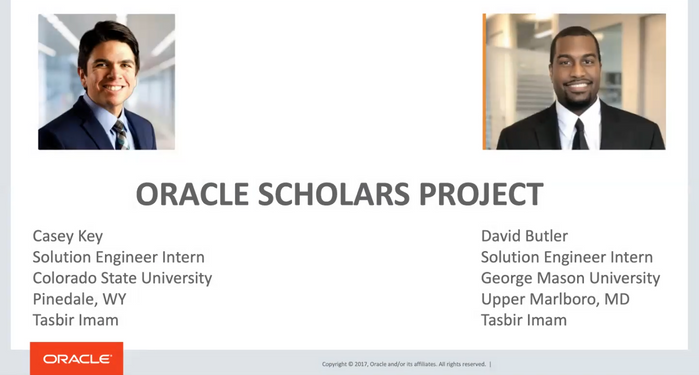 ORACLE SCHOLARS PROJECT
Casey Key
Solution Engineer Intern
Colorado State University
Pinedale, WY
Tasbir Imam
David Butler
Solution Engineer Intern
George Mason University
Upper Marlboro, MD
Tasbir Imam
ORACLE®
Copyright © 2017, Oracle and/or its affiliates. All rights reserved. |